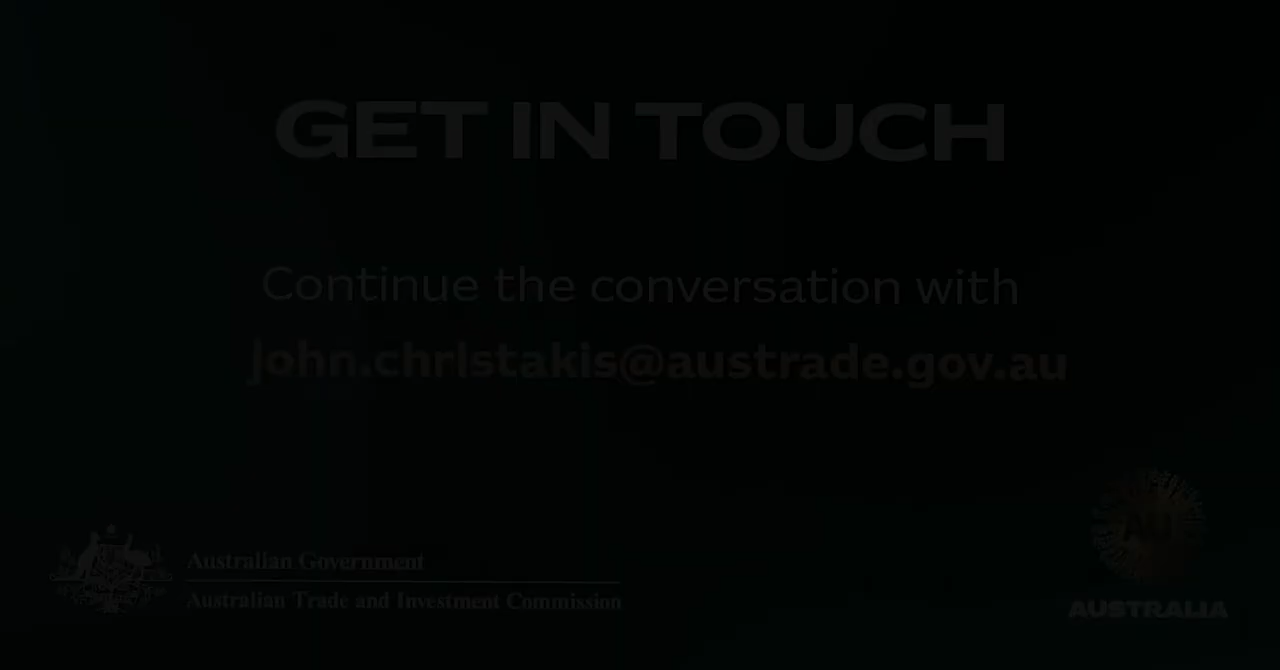 GET IN TOUCH
Continue the conversation with
john.christakis@austrade.gov.au
Australian Government
Australian Trade and Investment Commission
AU
AUSTRALIA